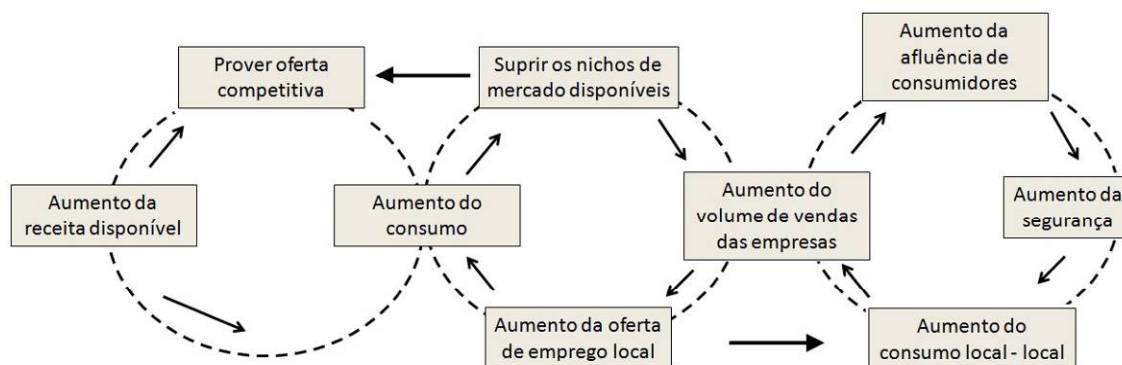 Prover oferta
competitiva
Suprir os nichos de
mercado disponíveis
Aumento da
afluência de
consumidores
Aumento da
receita disponível
Aumento do
consumo
Aumento do
volume de vendas
das empresas
Aumento da
segurança
Aumento da oferta
de emprego local
Aumento do
consumo local - local